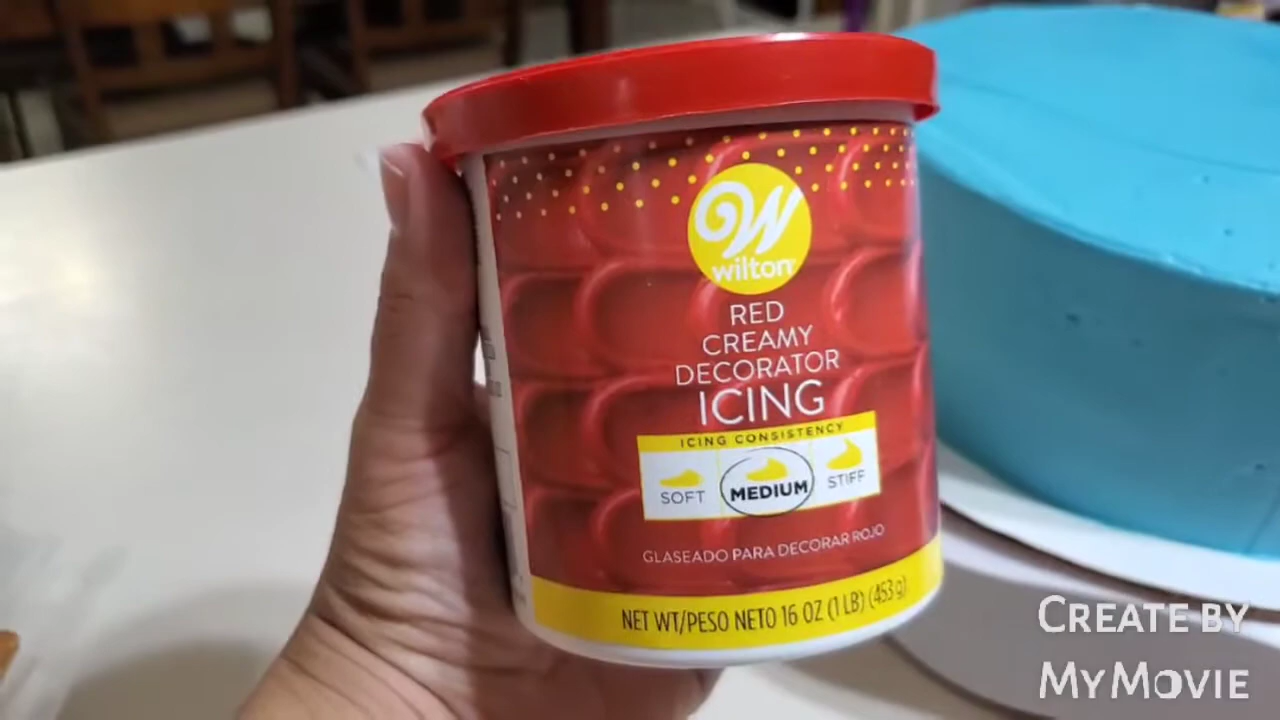 W
wilton
RED
CREAMY
DECORATOR
ICING
ICING CONSISTENCY
SOFT MEDIUM STIFF
GLASEADO PARA DECORAR ROJO
NET WT/PESO NETO 16 OZ (1 LB) (453 g)
CREATE BY
MYMOVIE